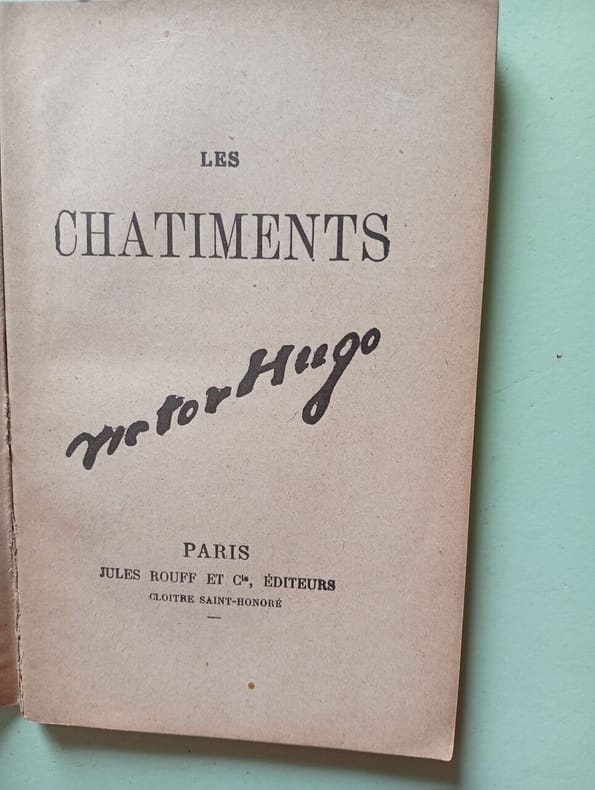 LES
CHATIMENTS
Victor Hugo
PARIS
JULES ROUFF ET Cie, ÉDITEURS
CLOITRE SAINT-HONORÉ